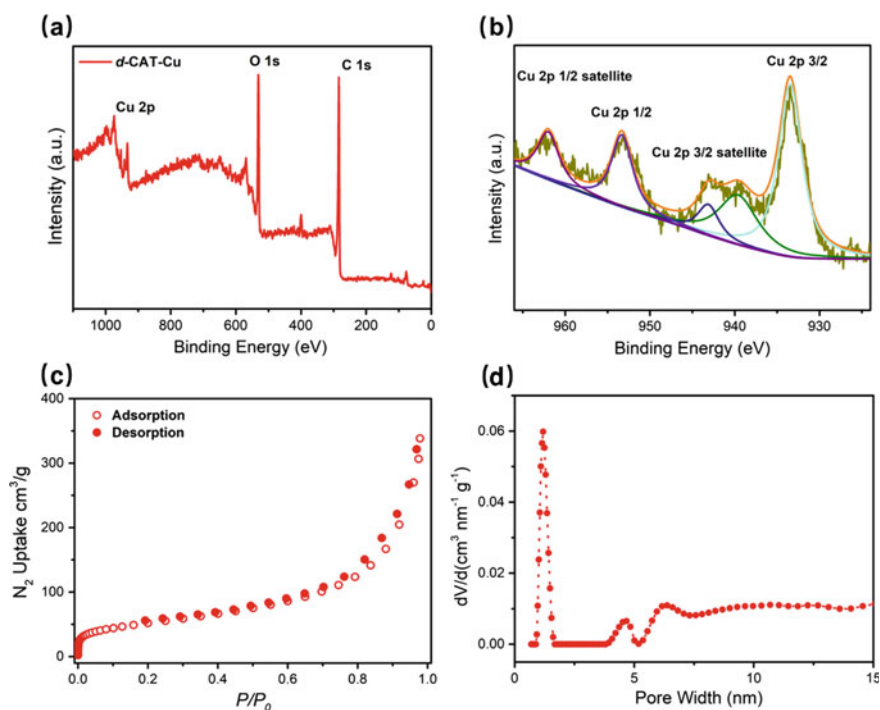 (a)
d-CAT-Cu
O 1s
C 1s
Cu 2p
Intensity (a.u.)
1000 800 600 400 200 0
Binding Energy (eV)
(b)
Cu 2p 3/2
Cu 2p 1/2 satellite
Cu 2p 1/2
Cu 2p 3/2 satellite
Intensity (a.u.)
960 950 940 930
Binding Energy (eV)
(c)
Adsorption
Desorption
N₂ Uptake cm³/g
400
350
300
250
200
150
100
50
0
0.0 0.2 0.4 0.6 0.8 1.0
P/P₀
(d)
dV/d(cm³ nm⁻¹ g⁻¹)
0.06
0.04
0.02
0.00
0 5 10 15
Pore Width (nm)